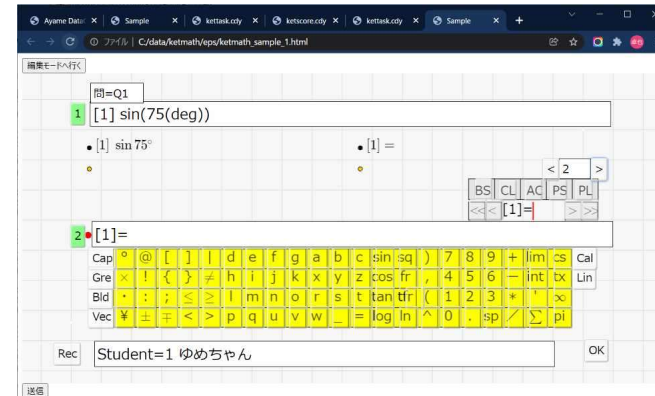 Ayame Data × Sample × kettask.cdy × ketscore.cdy × kettask.cdy × Sample × +
ファイル | C:/data/ketmath/eps/ketmath_sample_1.html
編集モードへ行く
問=Q1
1 [1] sin(75(deg))
[1] sin 75° [1] =
< 2 >
BS CL AC PS PL
<< < [1]= > >>
2 [1]=
Cap ° @ [ ] | d e f g a b c sin sq ) 7 8 9 + lim cs Cal
Gre × ! { } ≠ h i j k x y z cos fr , 4 5 6 − int tx Lin
Bld · : ; ≤ ≥ l m n o r s t tan tfr ( 1 2 3 * ' ∞
Vec ¥ ± ∓ < > p q u v w _ = log ln ^ 0 . sp / ∑ pi
Rec Student=1 ゆめちゃん OK
送信